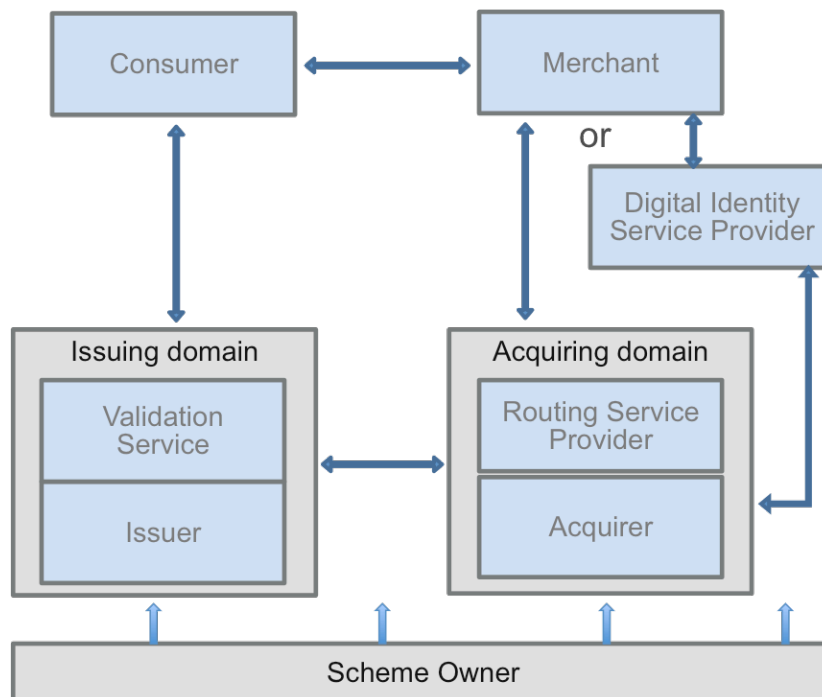 Consumer
Merchant
or
Digital Identity
Service Provider
Issuing domain
Validation
Service
Issuer
Acquiring domain
Routing Service
Provider
Acquirer
Scheme Owner